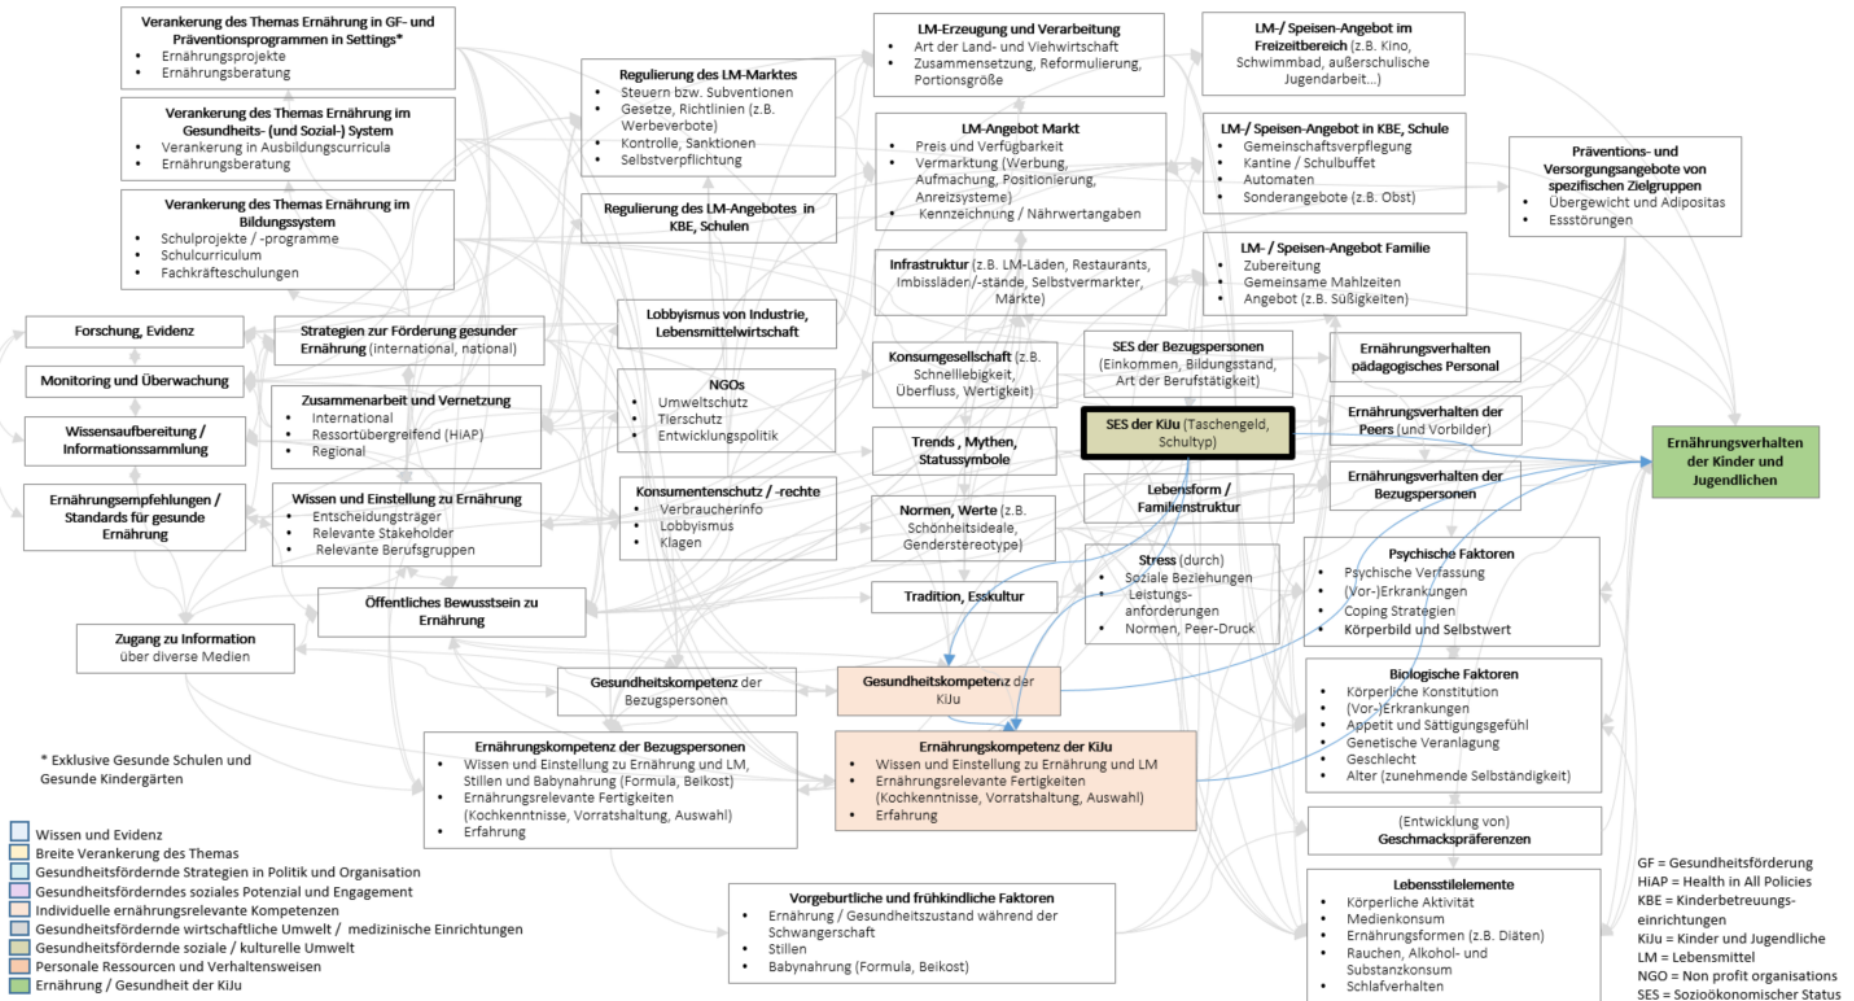 Verankerung des Themas Ernährung in GF- und
Präventionsprogrammen in Settings*
• Ernährungsprojekte
• Ernährungsberatung
Verankerung des Themas Ernährung im
Gesundheits- (und Sozial-) System
• Verankerung in Ausbildungscurricula
• Ernährungsberatung
Verankerung des Themas Ernährung im
Bildungssystem
• Schulprojekte / -programme
• Schulcurriculum
• Fachkräfteschulungen
Forschung, Evidenz
Monitoring und Überwachung
Wissensaufbereitung /
Informationssammlung
Ernährungsempfehlungen /
Standards für gesunde
Ernährung
Strategien zur Förderung gesunder
Ernährung (international, national)
Zusammenarbeit und Vernetzung
• International
• Ressortübergreifend (HiAP)
• Regional
Wissen und Einstellung zu Ernährung
• Entscheidungsträger
• Relevante Stakeholder
• Relevante Berufsgruppen
Öffentliches Bewusstsein zu
Ernährung
Zugang zu Information
über diverse Medien
Regulierung des LM-Marktes
• Steuern bzw. Subventionen
• Gesetze, Richtlinien (z.B.
Werbeverbote)
• Kontrolle, Sanktionen
• Selbstverpflichtung
Regulierung des LM-Angebotes in
KBE, Schulen
Lobbyismus von Industrie,
Lebensmittelwirtschaft
NGOs
• Umweltschutz
• Tierschutz
• Entwicklungspolitik
Konsumentenschutz / -rechte
• Verbraucherinfo
• Lobbyismus
• Klagen
Gesundheitskompetenz der
Bezugspersonen
Ernährungskompetenz der Bezugspersonen
• Wissen und Einstellung zu Ernährung und LM,
Stillen und Babynahrung (Formula, Beikost)
• Ernährungsrelevante Fertigkeiten
(Kochkenntnisse, Vorratshaltung, Auswahl)
• Erfahrung
LM-Erzeugung und Verarbeitung
• Art der Land- und Viehwirtschaft
• Zusammensetzung, Reformulierung,
Portionsgröße
LM-Angebot Markt
• Preis und Verfügbarkeit
• Vermarktung (Werbung,
Aufmachung, Positionierung,
Anreizsysteme)
• Kennzeichnung / Nährwertangaben
Infrastruktur (z.B. LM-Läden, Restaurants,
Imbissläden/-stände, Selbstvermarkter,
Märkte)
Konsumgesellschaft (z.B.
Schnelllebigkeit,
Überfluss, Wertigkeit)
Trends , Mythen,
Statussymbole
Normen, Werte (z.B.
Schönheitsideale,
Genderstereotype)
Tradition, Esskultur
Gesundheitskompetenz der
KiJu
Ernährungskompetenz der KiJu
• Wissen und Einstellung zu Ernährung und LM
• Ernährungsrelevante Fertigkeiten
(Kochkenntnisse, Vorratshaltung, Auswahl)
• Erfahrung
Vorgeburtliche und frühkindliche Faktoren
• Ernährung / Gesundheitszustand während der
Schwangerschaft
• Stillen
• Babynahrung (Formula, Beikost)
LM-/ Speisen-Angebot im
Freizeitbereich (z.B. Kino,
Schwimmbad, außerschulische
Jugendarbeit...)
LM-/ Speisen-Angebot in KBE, Schule
• Gemeinschaftsverpflegung
• Kantine / Schulbuffet
• Automaten
• Sonderangebote (z.B. Obst)
LM- / Speisen-Angebot Familie
• Zubereitung
• Gemeinsame Mahlzeiten
• Angebot (z.B. Süßigkeiten)
SES der Bezugspersonen
(Einkommen, Bildungsstand,
Art der Berufstätigkeit)
SES der KiJu (Taschengeld,
Schultyp)
Lebensform /
Familienstruktur
Stress (durch)
• Soziale Beziehungen
• Leistungs-
anforderungen
• Normen, Peer-Druck
Präventions- und
Versorgungsangebote von
spezifischen Zielgruppen
• Übergewicht und Adipositas
• Essstörungen
Ernährungsverhalten
pädagogisches Personal
Ernährungsverhalten der
Peers (und Vorbilder)
Ernährungsverhalten der
Bezugspersonen
Psychische Faktoren
• Psychische Verfassung
• (Vor-)Erkrankungen
• Coping Strategien
• Körperbild und Selbstwert
Biologische Faktoren
• Körperliche Konstitution
• (Vor-)Erkrankungen
• Appetit und Sättigungsgefühl
• Genetische Veranlagung
• Geschlecht
• Alter (zunehmende Selbständigkeit)
(Entwicklung von)
Geschmackspräferenzen
Lebensstilelemente
• Körperliche Aktivität
• Medienkonsum
• Ernährungsformen (z.B. Diäten)
• Rauchen, Alkohol- und
Substanzkonsum
• Schlafverhalten
Ernährungsverhalten
der Kinder und
Jugendlichen
* Exklusive Gesunde Schulen und
Gesunde Kindergärten
Wissen und Evidenz
Breite Verankerung des Themas
Gesundheitsfördernde Strategien in Politik und Organisation
Gesundheitsförderndes soziales Potenzial und Engagement
Individuelle ernährungsrelevante Kompetenzen
Gesundheitsfördernde wirtschaftliche Umwelt / medizinische Einrichtungen
Gesundheitsfördernde soziale / kulturelle Umwelt
Personale Ressourcen und Verhaltensweisen
Ernährung / Gesundheit der KiJu
GF = Gesundheitsförderung
HiAP = Health in All Policies
KBE = Kinderbetreuungs-
einrichtungen
KiJu = Kinder und Jugendliche
LM = Lebensmittel
NGO = Non profit organisations
SES = Sozioökonomischer Status